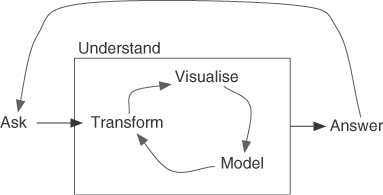 Understand
Visualise
Ask
Transform
Answer
Model